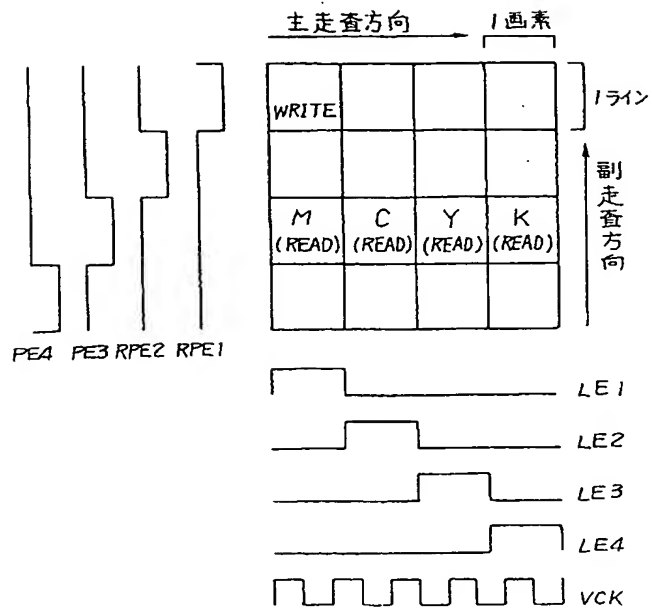 主走査方向
1画素
1ライン
WRITE
副走査方向
M C Y K
(READ) (READ) (READ) (READ)
PE4 PE3 RPE2 RPE1
LE1
LE2
LE3
LE4
VCK